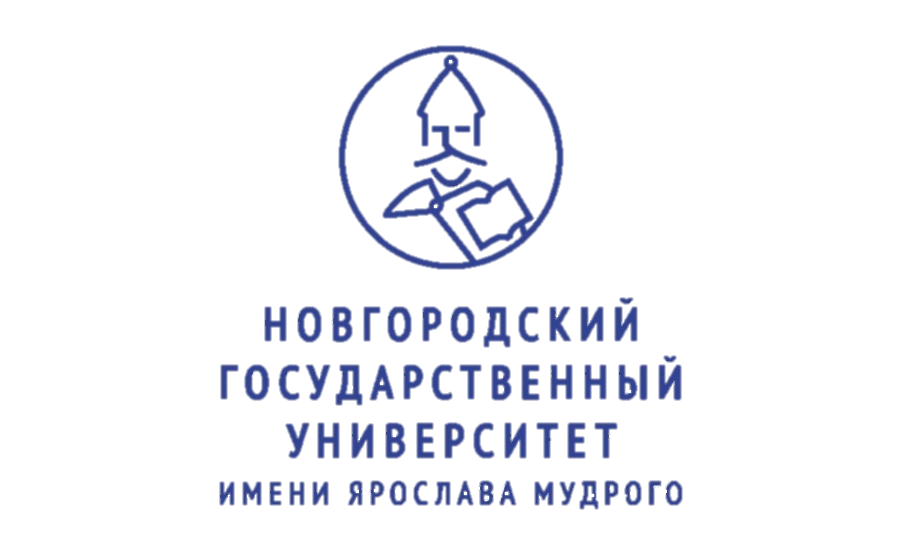 НОВГОРОДСКИЙ
ГОСУДАРСТВЕННЫЙ
УНИВЕРСИТЕТ
ИМЕНИ ЯРОСЛАВА МУДРОГО